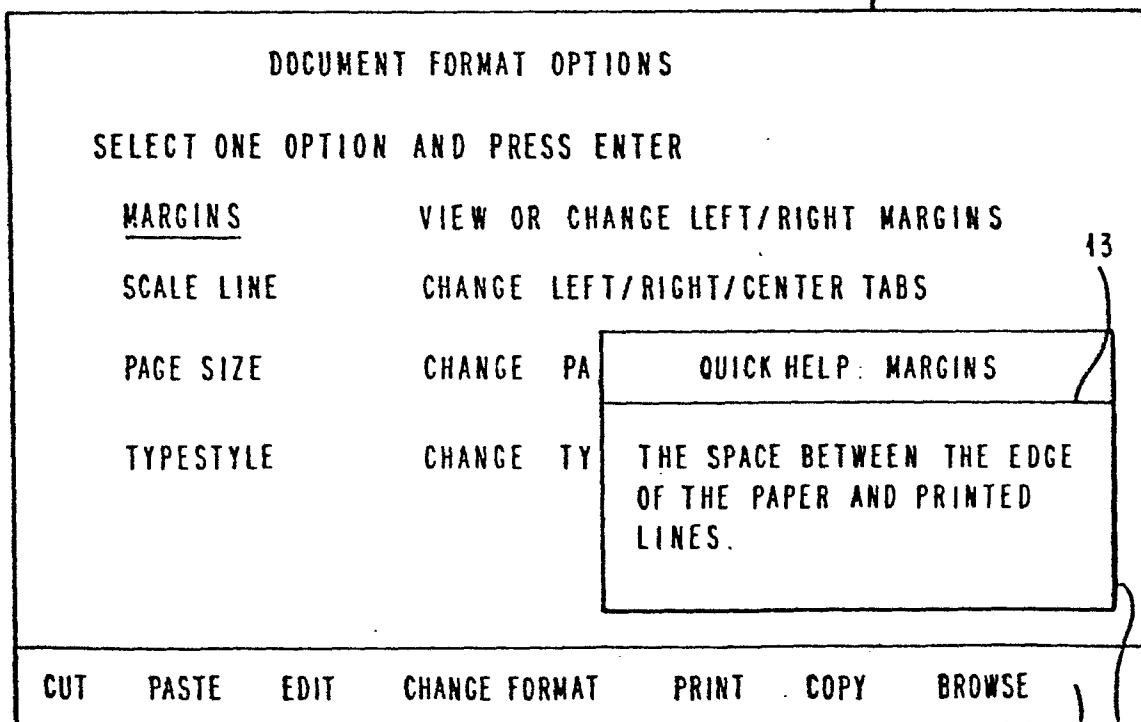 DOCUMENT FORMAT OPTIONS
SELECT ONE OPTION AND PRESS ENTER
MARGINS VIEW OR CHANGE LEFT/RIGHT MARGINS
13
SCALE LINE CHANGE LEFT/RIGHT/CENTER TABS
PAGE SIZE CHANGE PA
QUICK HELP: MARGINS
TYPESTYLE CHANGE TY
THE SPACE BETWEEN THE EDGE
OF THE PAPER AND PRINTED
LINES.
CUT PASTE EDIT CHANGE FORMAT PRINT COPY BROWSE